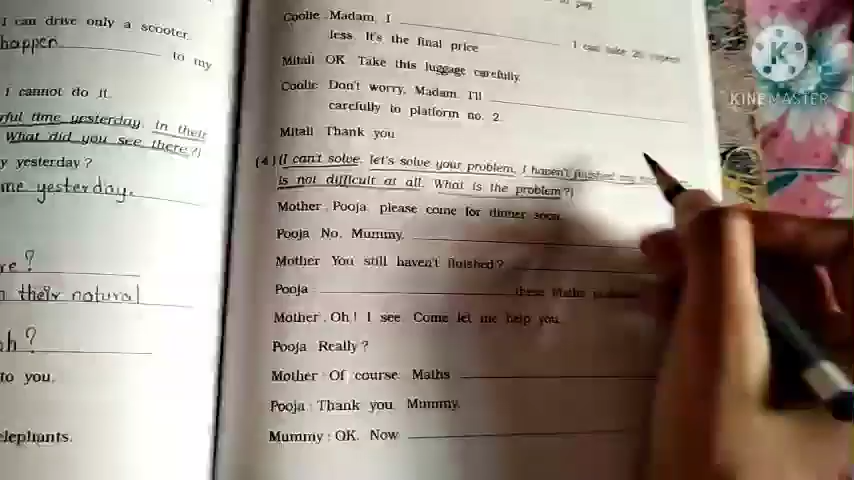 I can drive only a scooter.
happen to my
I cannot do it.
rful time yesterday, In their
What did you see there?)
y yesterday?
me yesterday.
re?
n their natural
oh?
to you.
elephants.
pay
Coolie : Madam, I I can take 20 rupees
less. It's the final price
Mitali : OK. Take this luggage carefully.
Coolie : Don't worry, Madam. I'll
carefully to platform no. 2.
Mitali : Thank you
(4) (I can't solve, let's solve your problem, I haven't finished my
is not difficult at all, What is the problem?)
Mother : Pooja, please come for dinner soon.
Pooja : No, Mummy.
Mother : You still haven't finished?
Pooja : these Maths
Mother : Oh! I see. Come let me help you.
Pooja : Really?
Mother : Of course. Maths
Pooja : Thank you, Mummy.
Mummy : OK. Now
KINEMASTER